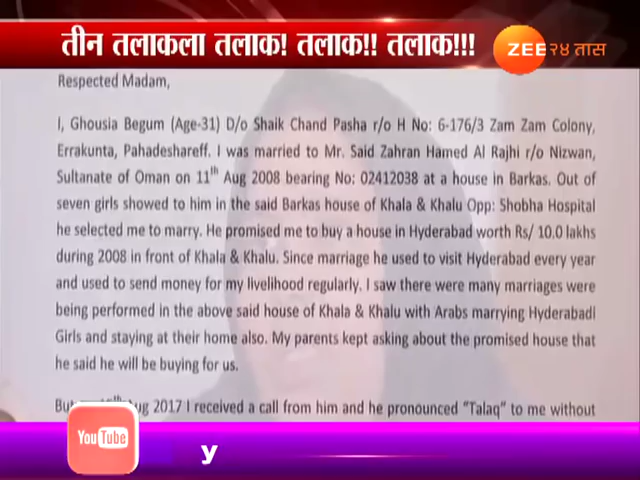 तीन तलाकला तलाक! तलाक!! तलाक!!!
ZEE २४ तास
Respected Madam,
I, Ghousia Begum (Age-31) D/o Shaik Chand Pasha r/o H No: 6-176/3 Zam Zam Colony,
Errakunta, Pahadeshareff. I was married to Mr. Said Zahran Hamed Al Rajhi r/o Nizwan,
Sultanate of Oman on 11th Aug 2008 bearing No: 02412038 at a house in Barkas. Out of
seven girls showed to him in the said Barkas house of Khala & Khalu Opp: Shobha Hospital
he selected me to marry. He promised me to buy a house in Hyderabad worth Rs/ 10.0 lakhs
during 2008 in front of Khala & Khalu. Since marriage he used to visit Hyderabad every year
and used to send money for my livelihood regularly. I saw there were many marriages were
being performed in the above said house of Khala & Khalu with Arabs marrying Hyderabadi
Girls and staying at their home also. My parents kept asking about the promised house that
he said he will be buying for us.
But Aug 2017 I received a call from him and he pronounced "Talaq" to me without
YouTube
y